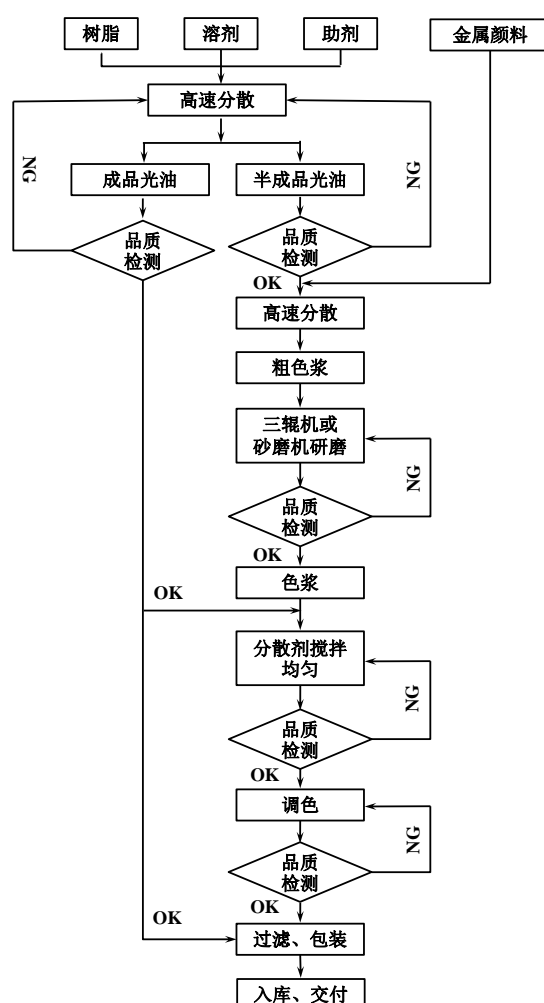 树脂
溶剂
助剂
金属颜料
高速分散
NG
NG
成品光油
半成品光油
品质
检测
品质
检测
OK
高速分散
粗色浆
三辊机或
砂磨机研磨
NG
品质
检测
OK
色浆
OK
分散剂搅拌
均匀
NG
品质
检测
OK
调色
NG
品质
检测
OK
OK
过滤、包装
入库、交付